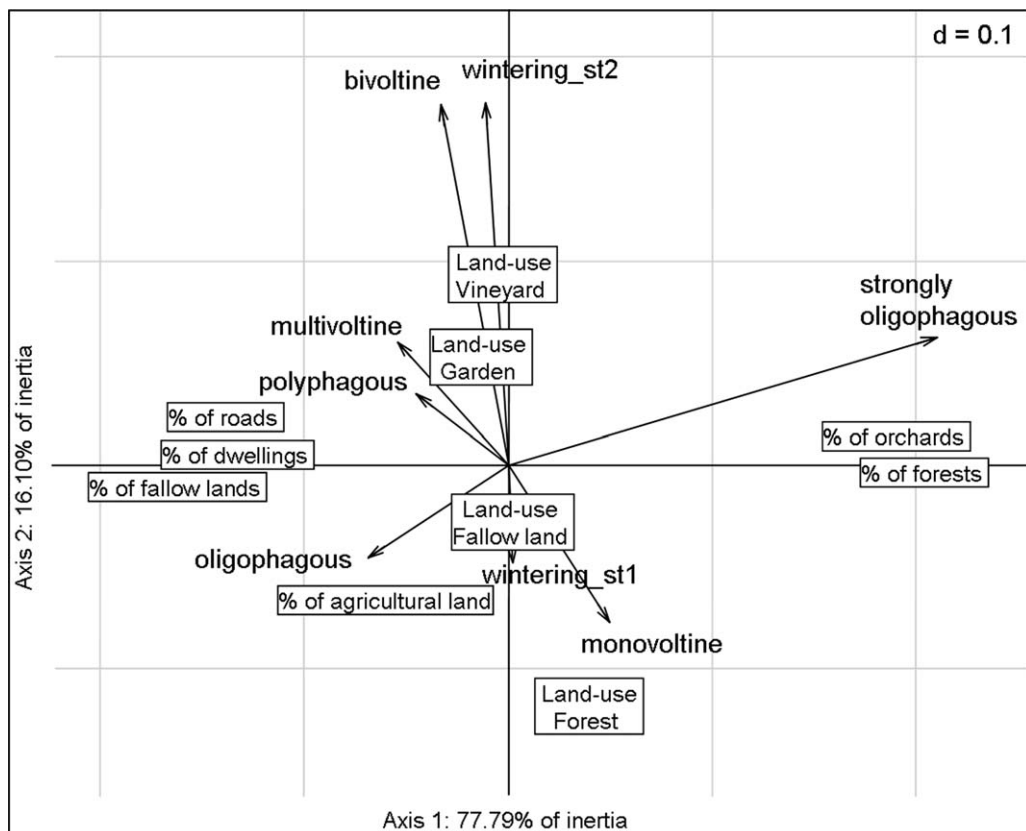 d = 0.1
wintering_st2
bivoltine
Land-use
Vineyard
strongly
oligophagous
multivoltine
Land-use
Garden
polyphagous
% of roads
% of orchards
% of dwellings
% of forests
% of fallow lands
Land-use
Fallow land
oligophagous
wintering_st1
% of agricultural land
monovoltine
Land-use
Forest
Axis 2: 16.10% of inertia
Axis 1: 77.79% of inertia